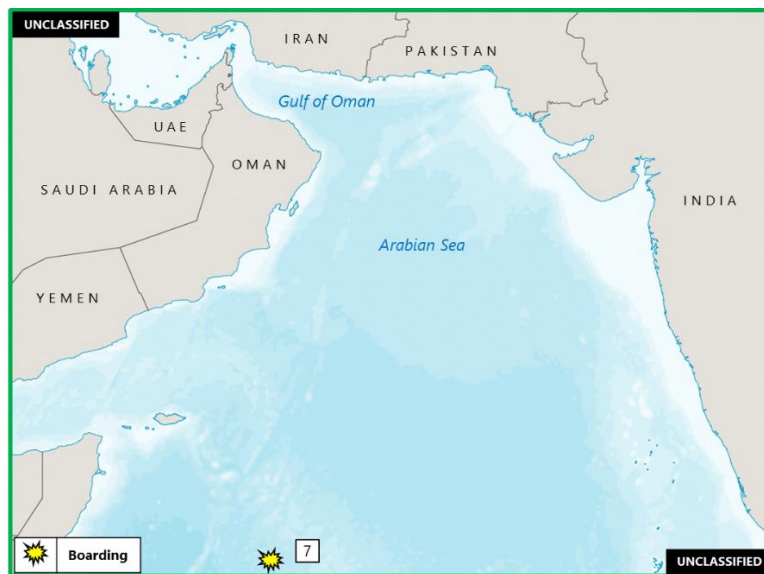 UNCLASSIFIED
IRAN
PAKISTAN
Gulf of Oman
UAE
OMAN
SAUDI ARABIA
INDIA
Arabian Sea
YEMEN
Boarding
7
UNCLASSIFIED